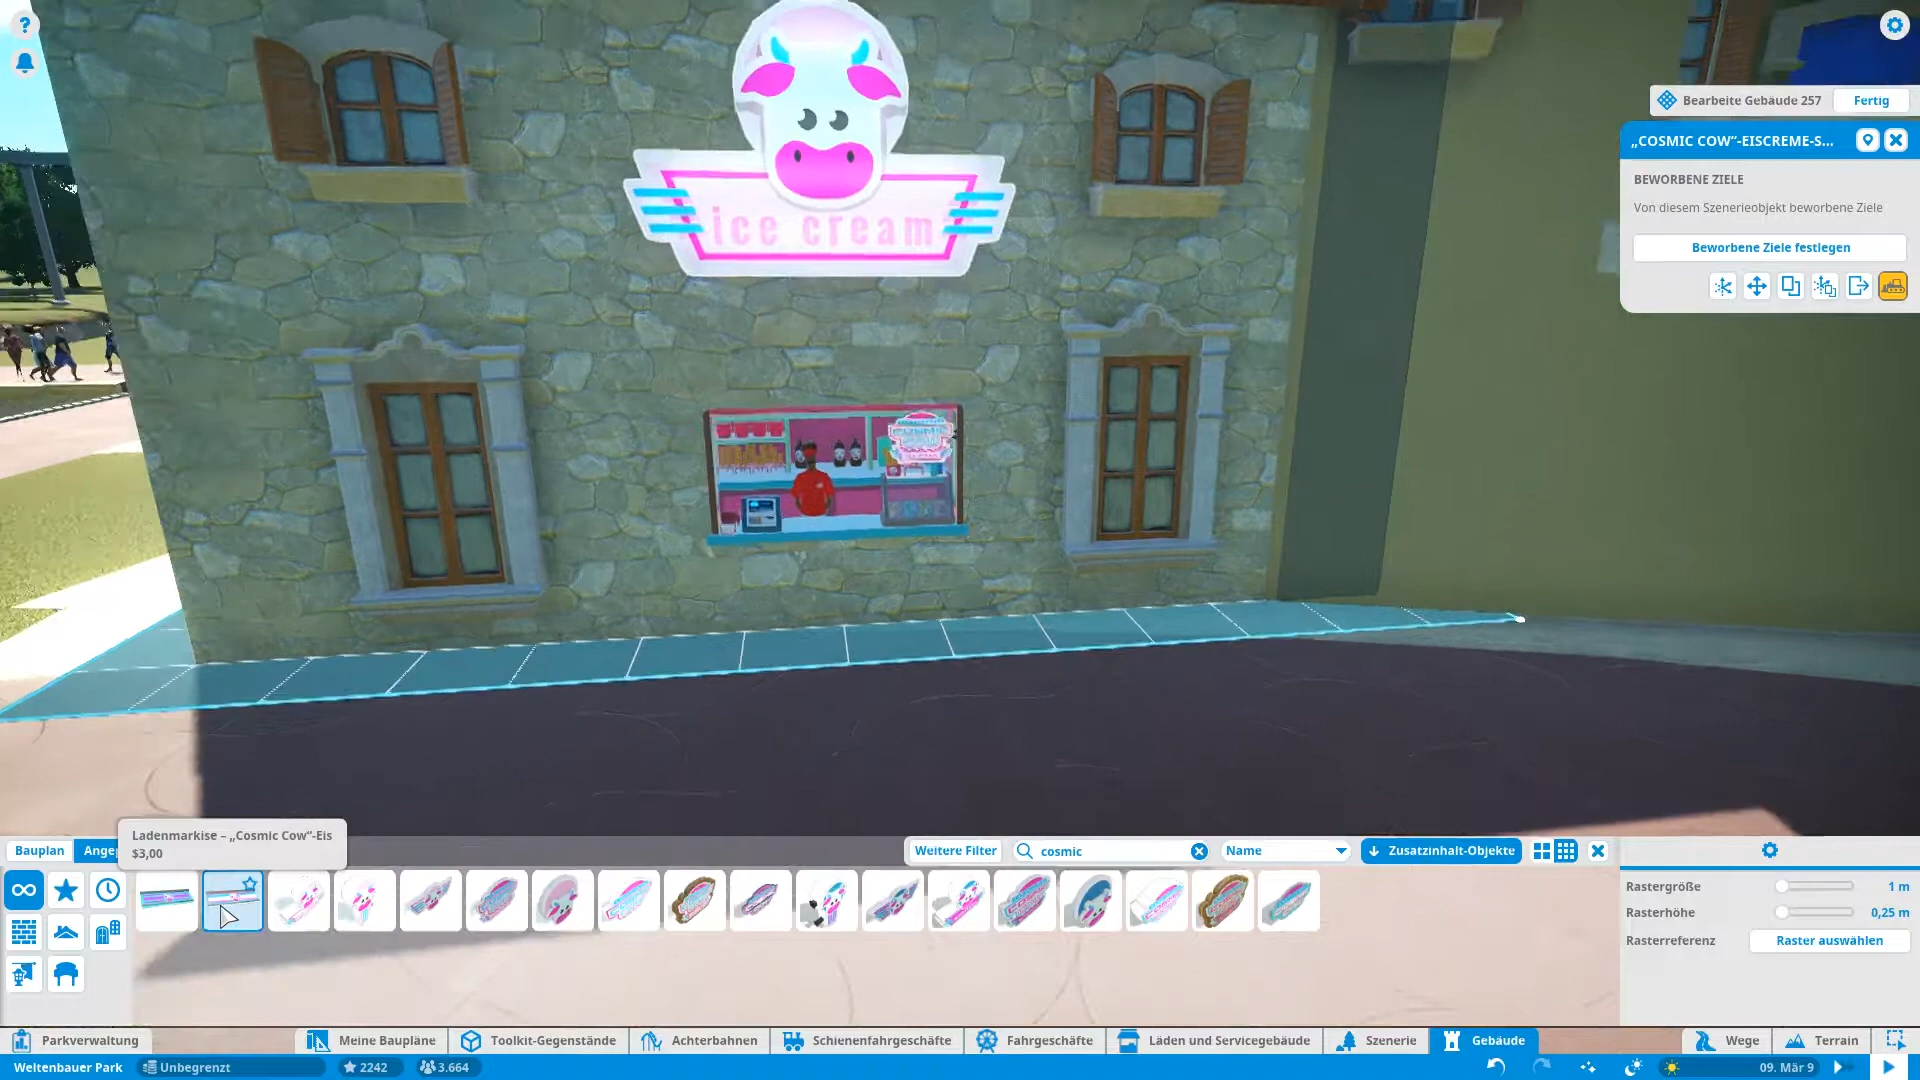 ?
Bearbeite Gebäude 257
Fertig
„COSMIC COW“-EISCREME-S...
BEWORBENE ZIELE
Von diesem Szenerieobjekt beworbene Ziele
Beworbene Ziele festlegen
ice cream
Ladenmarkise – „Cosmic Cow“-Eis
$3,00
Bauplan
Angep
Weitere Filter
cosmic
Name
Zusatzinhalt-Objekte
Rastergröße
1 m
Rasterhöhe
0,25 m
Rasterreferenz
Raster auswählen
Parkverwaltung
Meine Baupläne
Toolkit-Gegenstände
Achterbahnen
Schienenfahrgeschäfte
Fahrgeschäfte
Läden und Servicegebäude
Szenerie
Gebäude
Wege
Terrain
Weltenbauer Park
Unbegrenzt
2242
3.664
09. Mär 9